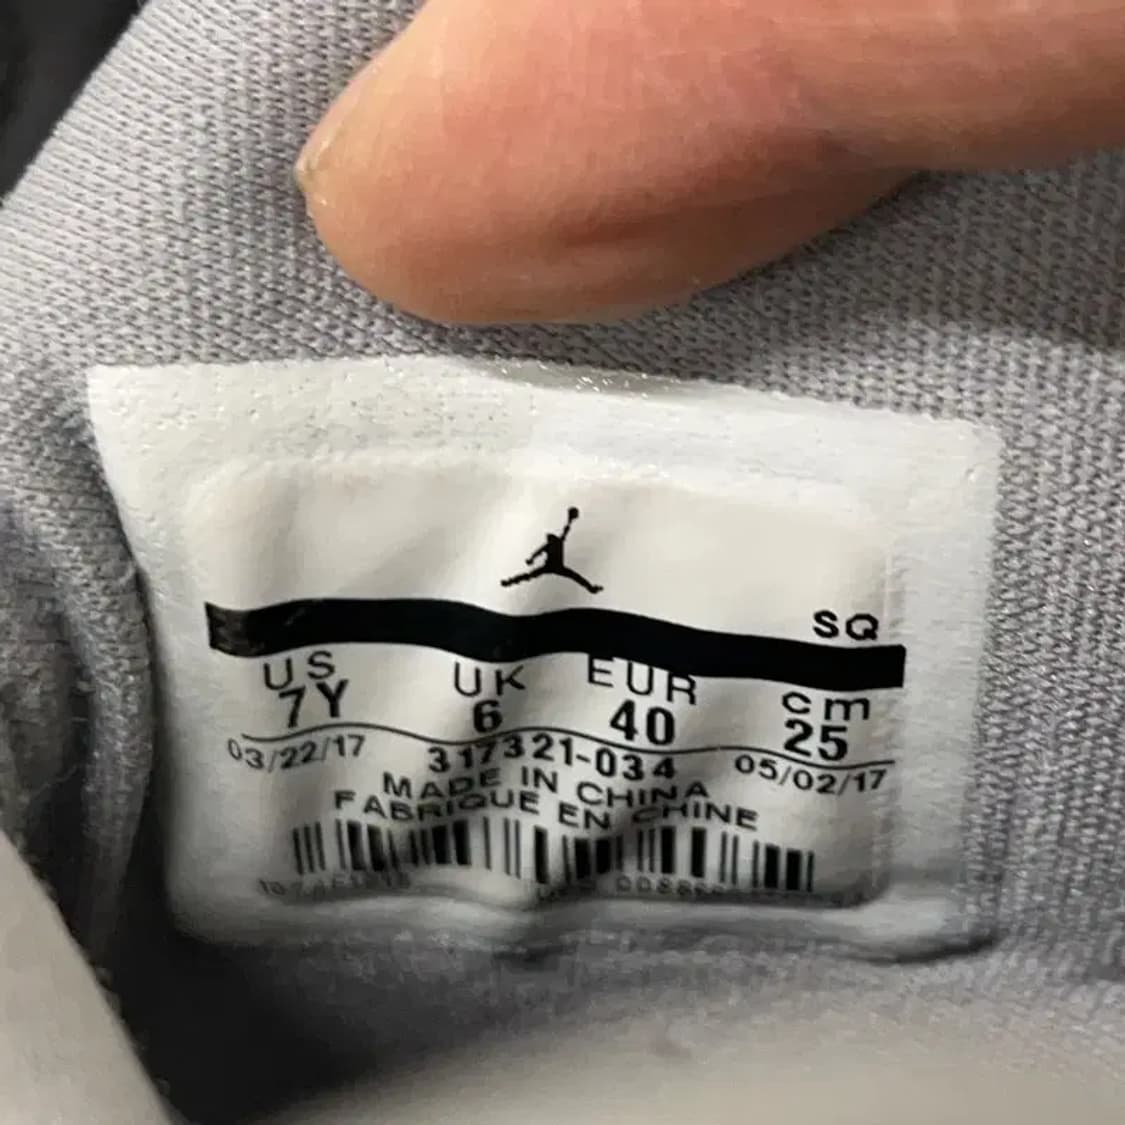 SQ
US UK EUR cm
7Y 6 40 25
03/22/17 317321-034 05/02/17
MADE IN CHINA
FABRIQUE EN CHINE